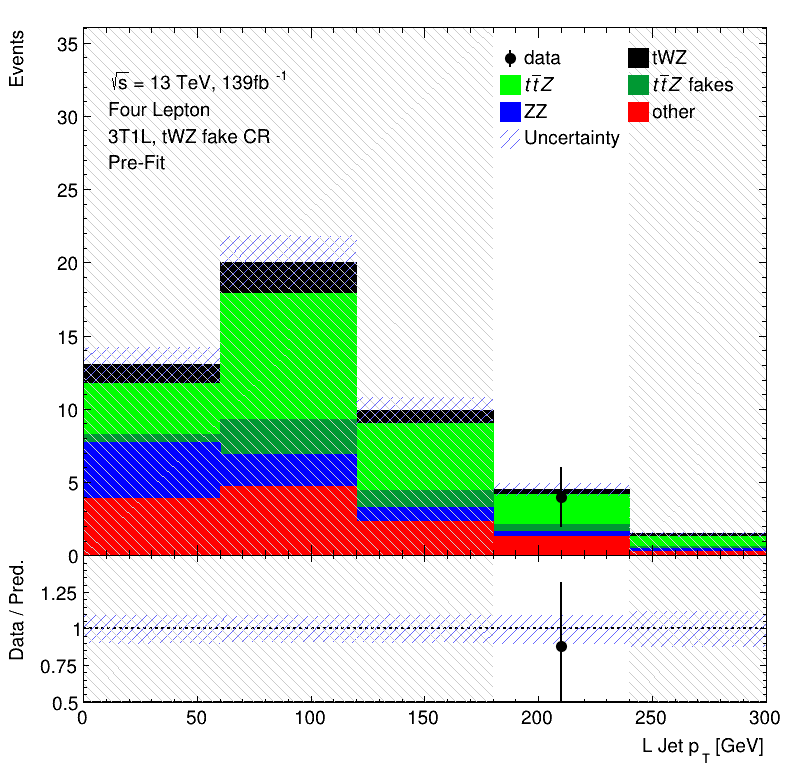 Events
35
30
25
20
15
10
5
0
√s = 13 TeV, 139fb⁻¹
Four Lepton
3T1L, tWZ fake CR
Pre-Fit
data
tWZ
tt̄Z
tt̄Z fakes
ZZ
other
Uncertainty
Data / Pred.
1.25
1
0.75
0.5
0 50 100 150 200 250 300
L Jet p_T [GeV]